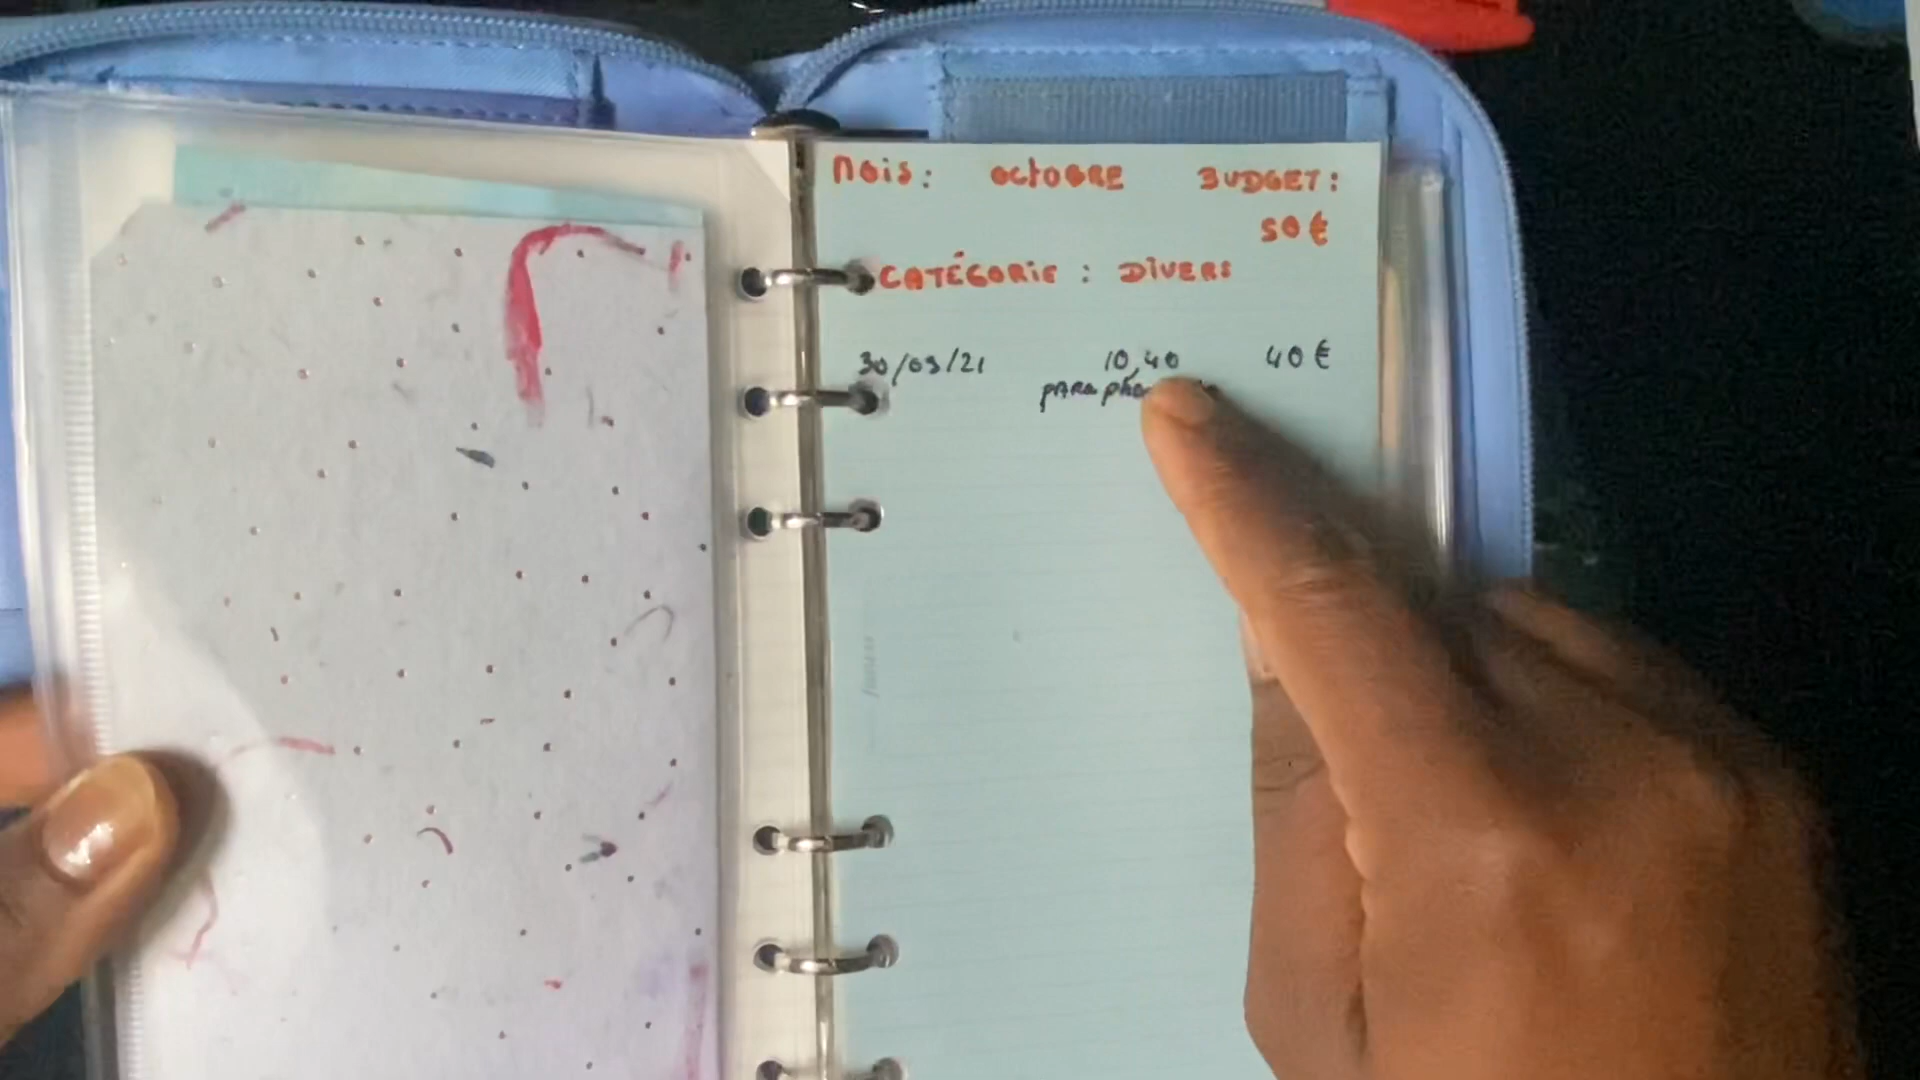 Mois: OCTOBRE BUDGET:
50€
CATÉGORIE : DIVERS
30/09/21 10,40 40€